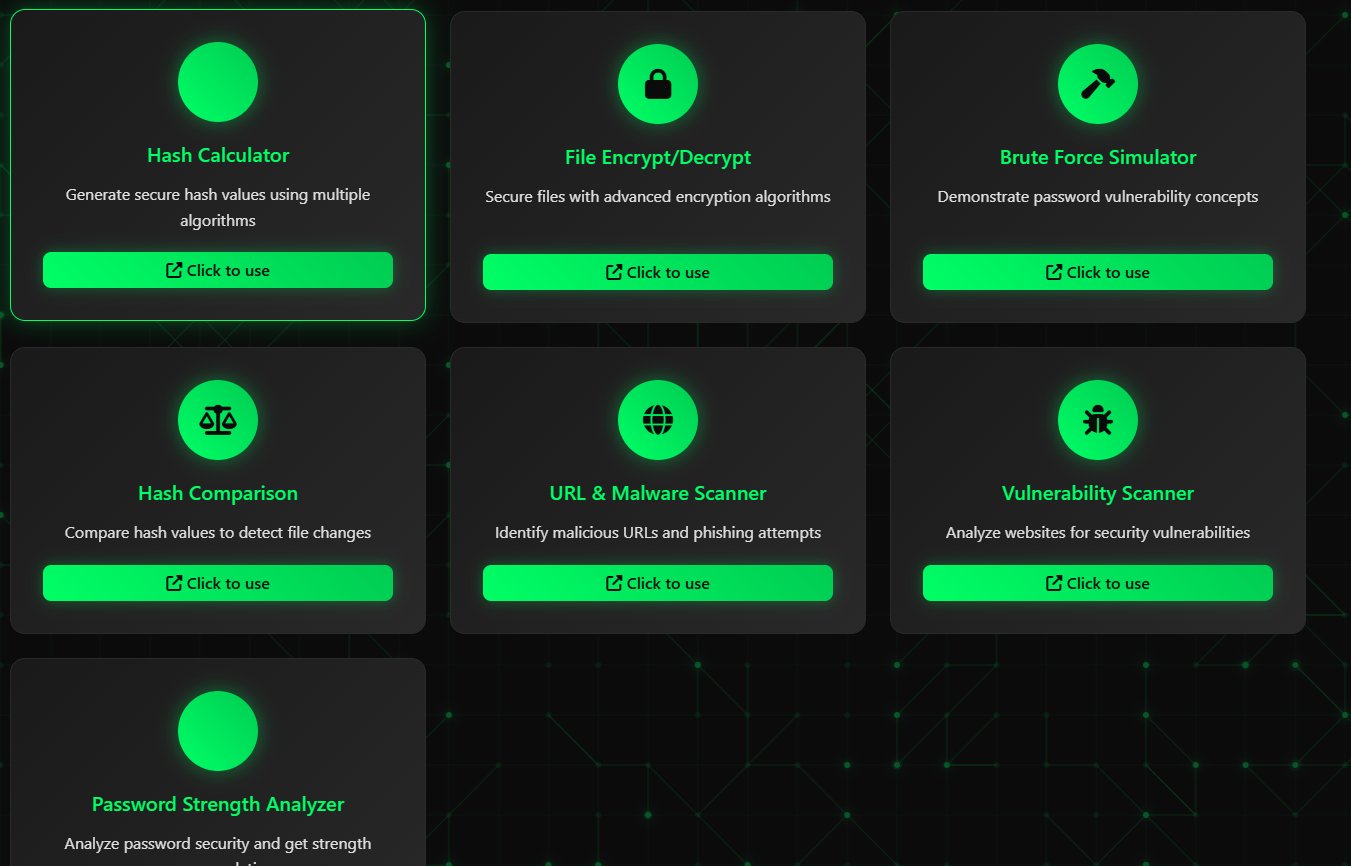 Hash Calculator
Generate secure hash values using multiple
algorithms
Click to use
File Encrypt/Decrypt
Secure files with advanced encryption algorithms
Click to use
Brute Force Simulator
Demonstrate password vulnerability concepts
Click to use
Hash Comparison
Compare hash values to detect file changes
Click to use
URL & Malware Scanner
Identify malicious URLs and phishing attempts
Click to use
Vulnerability Scanner
Analyze websites for security vulnerabilities
Click to use
Password Strength Analyzer
Analyze password security and get strength